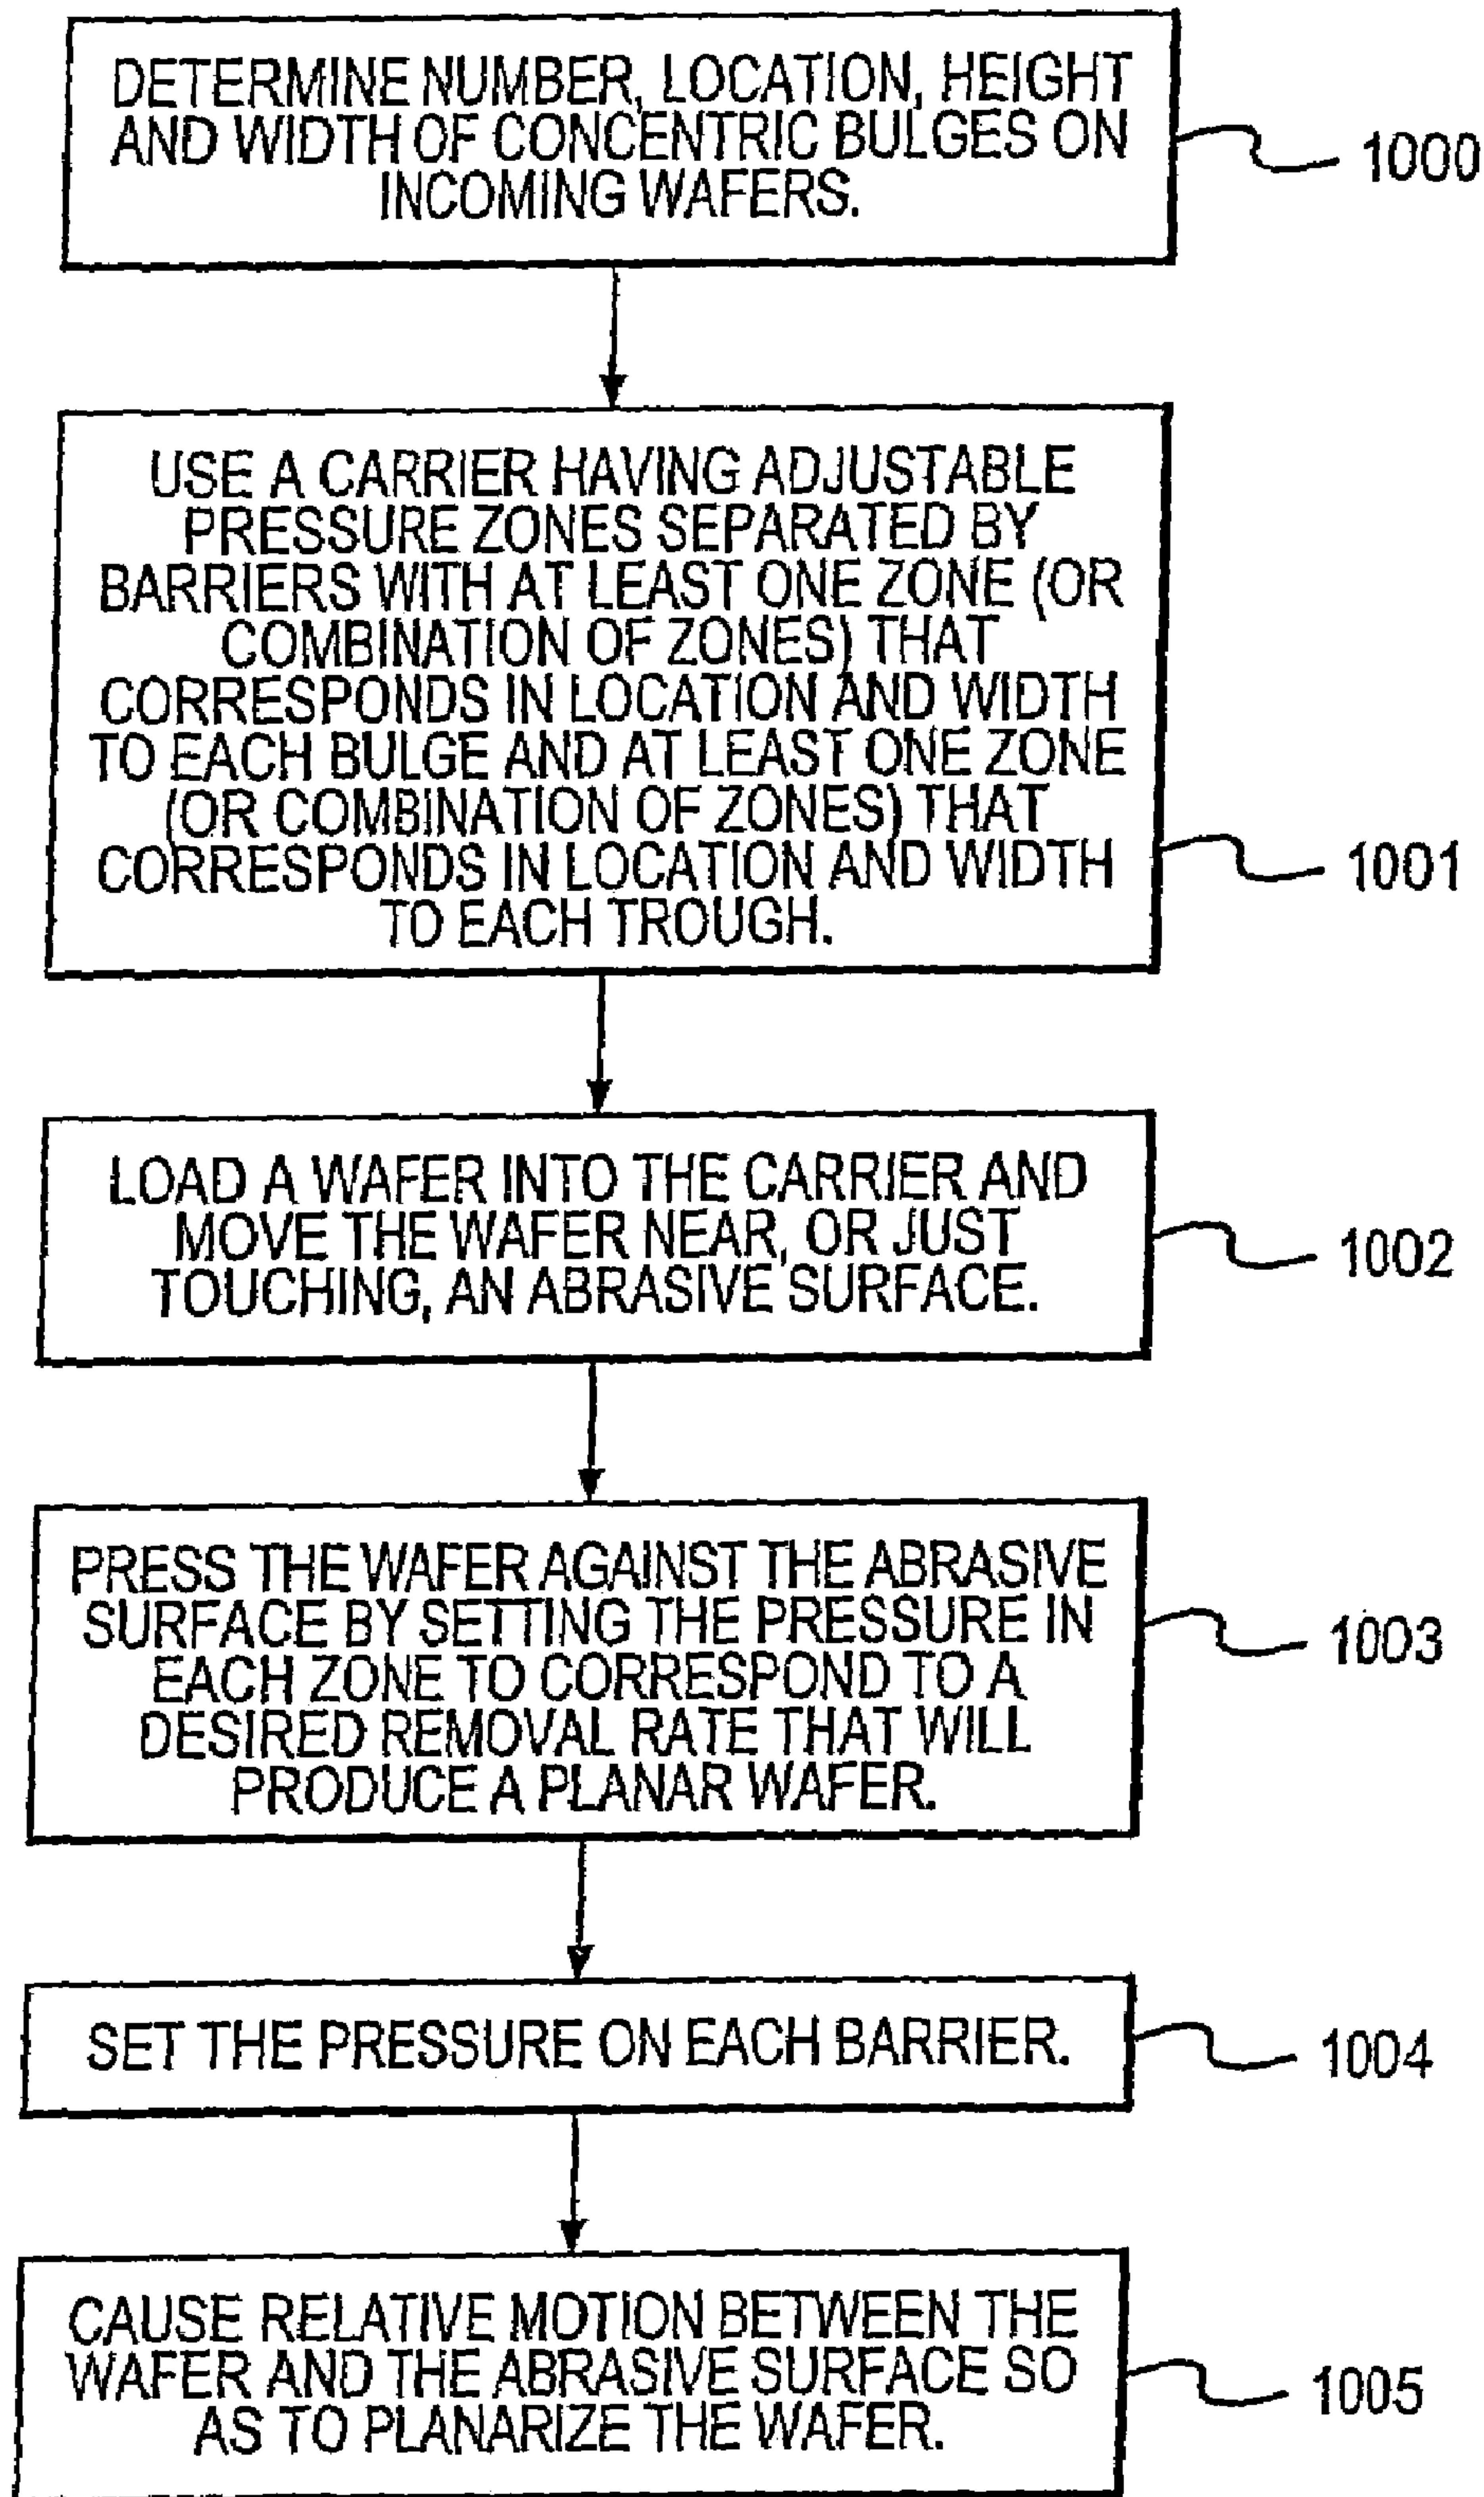 DETERMINE NUMBER, LOCATION, HEIGHT
AND WIDTH OF CONCENTRIC BULGES ON
INCOMING WAFERS.
1000
USE A CARRIER HAVING ADJUSTABLE
PRESSURE ZONES SEPARATED BY
BARRIERS WITH AT LEAST ONE ZONE (OR
COMBINATION OF ZONES) THAT
CORRESPONDS IN LOCATION AND WIDTH
TO EACH BULGE AND AT LEAST ONE ZONE
(OR COMBINATION OF ZONES) THAT
CORRESPONDS IN LOCATION AND WIDTH
TO EACH TROUGH.
1001
LOAD A WAFER INTO THE CARRIER AND
MOVE THE WAFER NEAR, OR JUST
TOUCHING, AN ABRASIVE SURFACE.
1002
PRESS THE WAFER AGAINST THE ABRASIVE
SURFACE BY SETTING THE PRESSURE IN
EACH ZONE TO CORRESPOND TO A
DESIRED REMOVAL RATE THAT WILL
PRODUCE A PLANAR WAFER.
1003
SET THE PRESSURE ON EACH BARRIER.
1004
CAUSE RELATIVE MOTION BETWEEN THE
WAFER AND THE ABRASIVE SURFACE SO
AS TO PLANARIZE THE WAFER.
1005